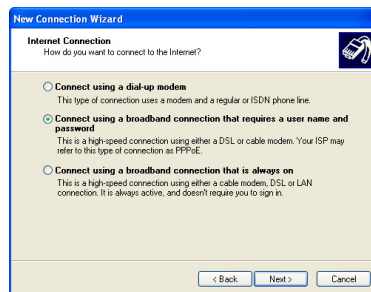 New Connection Wizard
Internet Connection
How do you want to connect to the Internet?
Connect using a dial-up modem
This type of connection uses a modem and a regular or ISDN phone line.
Connect using a broadband connection that requires a user name and
password
This is a high-speed connection using either a DSL or cable modem. Your ISP may
refer to this type of connection as PPPoE.
Connect using a broadband connection that is always on
This is a high-speed connection using either a cable modem, DSL or LAN
connection. It is always active, and doesn't require you to sign in.
< Back
Next >
Cancel